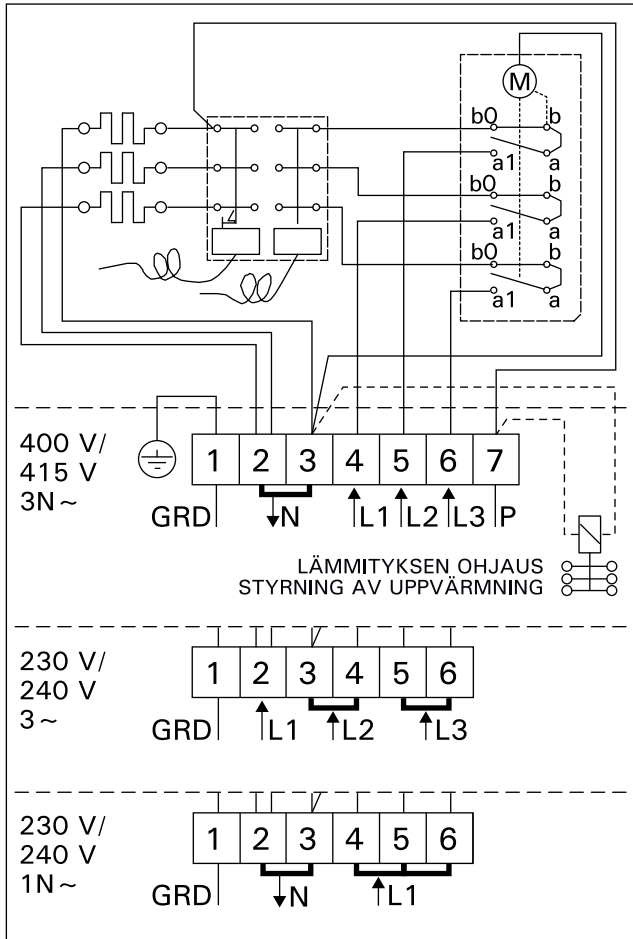 M
b0 b
a1 a
b0 b
a1 a
b0 b
a1 a
400 V/
415 V
3N~
1 2 3 4 5 6 7
GRD N L1 L2 L3 P
LÄMMITYKSEN OHJAUS
STYRNING AV UPPVÄRMNING
230 V/
240 V
3~
1 2 3 4 5 6
GRD L1 L2 L3
230 V/
240 V
1N~
1 2 3 4 5 6
GRD N L1